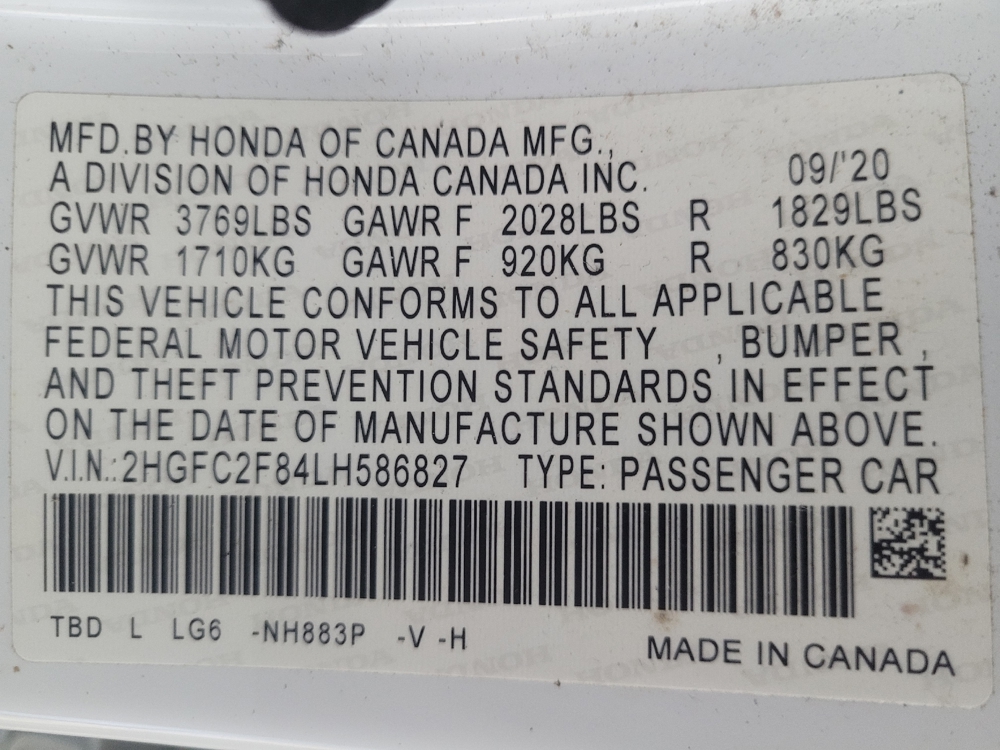 MFD.BY HONDA OF CANADA MFG.,
A DIVISION OF HONDA CANADA INC. 09/'20
GVWR 3769LBS GAWR F 2028LBS R 1829LBS
GVWR 1710KG GAWR F 920KG R 830KG
THIS VEHICLE CONFORMS TO ALL APPLICABLE
FEDERAL MOTOR VEHICLE SAFETY , BUMPER ,
AND THEFT PREVENTION STANDARDS IN EFFECT
ON THE DATE OF MANUFACTURE SHOWN ABOVE.
V.I.N.:2HGFC2F84LH586827 TYPE: PASSENGER CAR
TBD L LG6 -NH883P -V -H
MADE IN CANADA